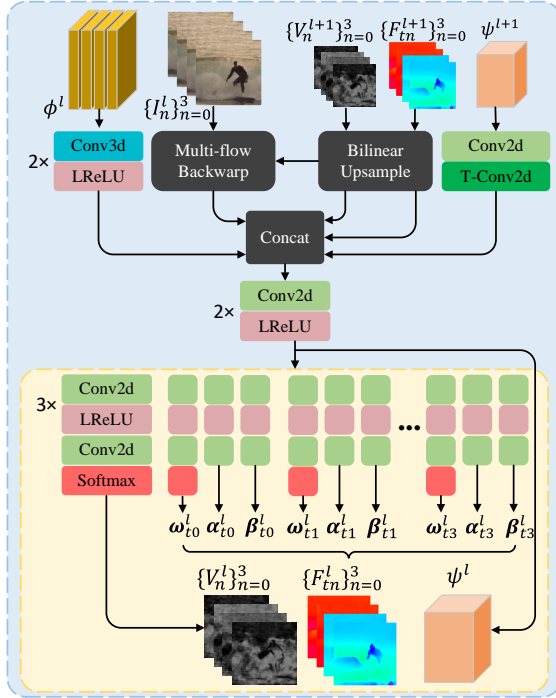 {V_n^{l+1}}_{n=0}^3 {F_{tn}^{l+1}}_{n=0}^3 ψ^{l+1}
ϕ^l {I_n^l}_{n=0}^3
2× Conv3d
LReLU
Multi-flow
Backwarp
Bilinear
Upsample
Conv2d
T-Conv2d
Concat
2× Conv2d
LReLU
3× Conv2d
LReLU
Conv2d
Softmax
...
ω_{t0}^l α_{t0}^l β_{t0}^l ω_{t1}^l α_{t1}^l β_{t1}^l ω_{t3}^l α_{t3}^l β_{t3}^l
{V_n^l}_{n=0}^3 {F_{tn}^l}_{n=0}^3 ψ^l